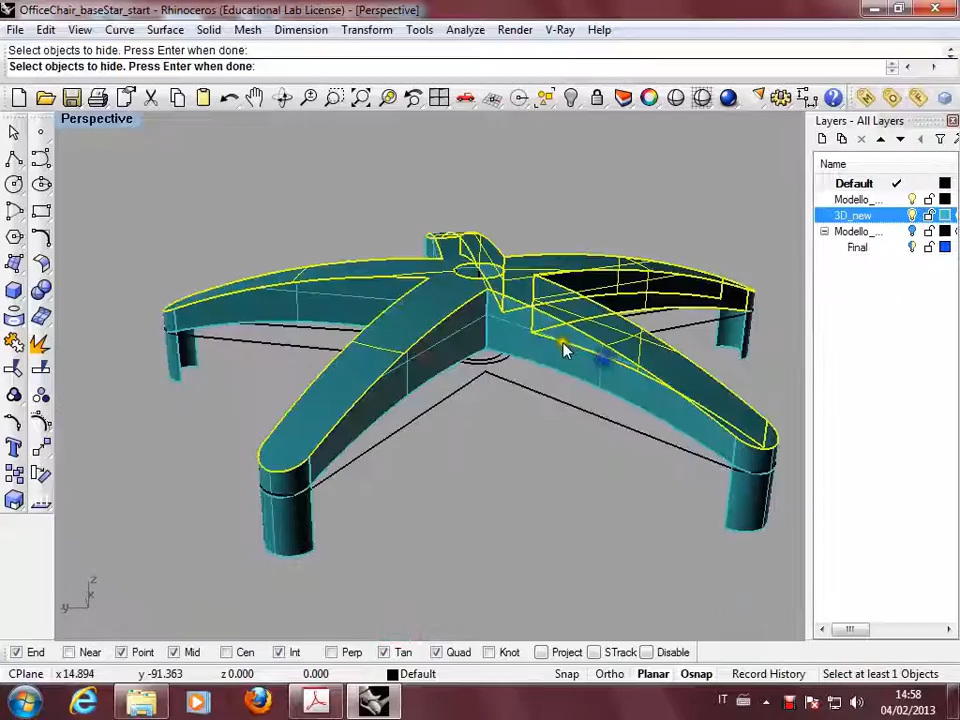 OfficeChair_baseStar_start - Rhinoceros (Educational Lab License) - [Perspective]
File Edit View Curve Surface Solid Mesh Dimension Transform Tools Analyze Render V-Ray Help
Select objects to hide. Press Enter when done:
Select objects to hide. Press Enter when done:
Perspective
Layers - All Layers
Name
Default
Modello_...
3D_new
Modello_...
Final
z
x
y
End Near Point Mid Cen Int Perp Tan Quad Knot Project STrack Disable
CPlane x 14.894 y -91.363 z 0.000 0.000 Default Snap Ortho Planar Osnap Record History Select at least 1 Objects
IT 14:58
04/02/2013